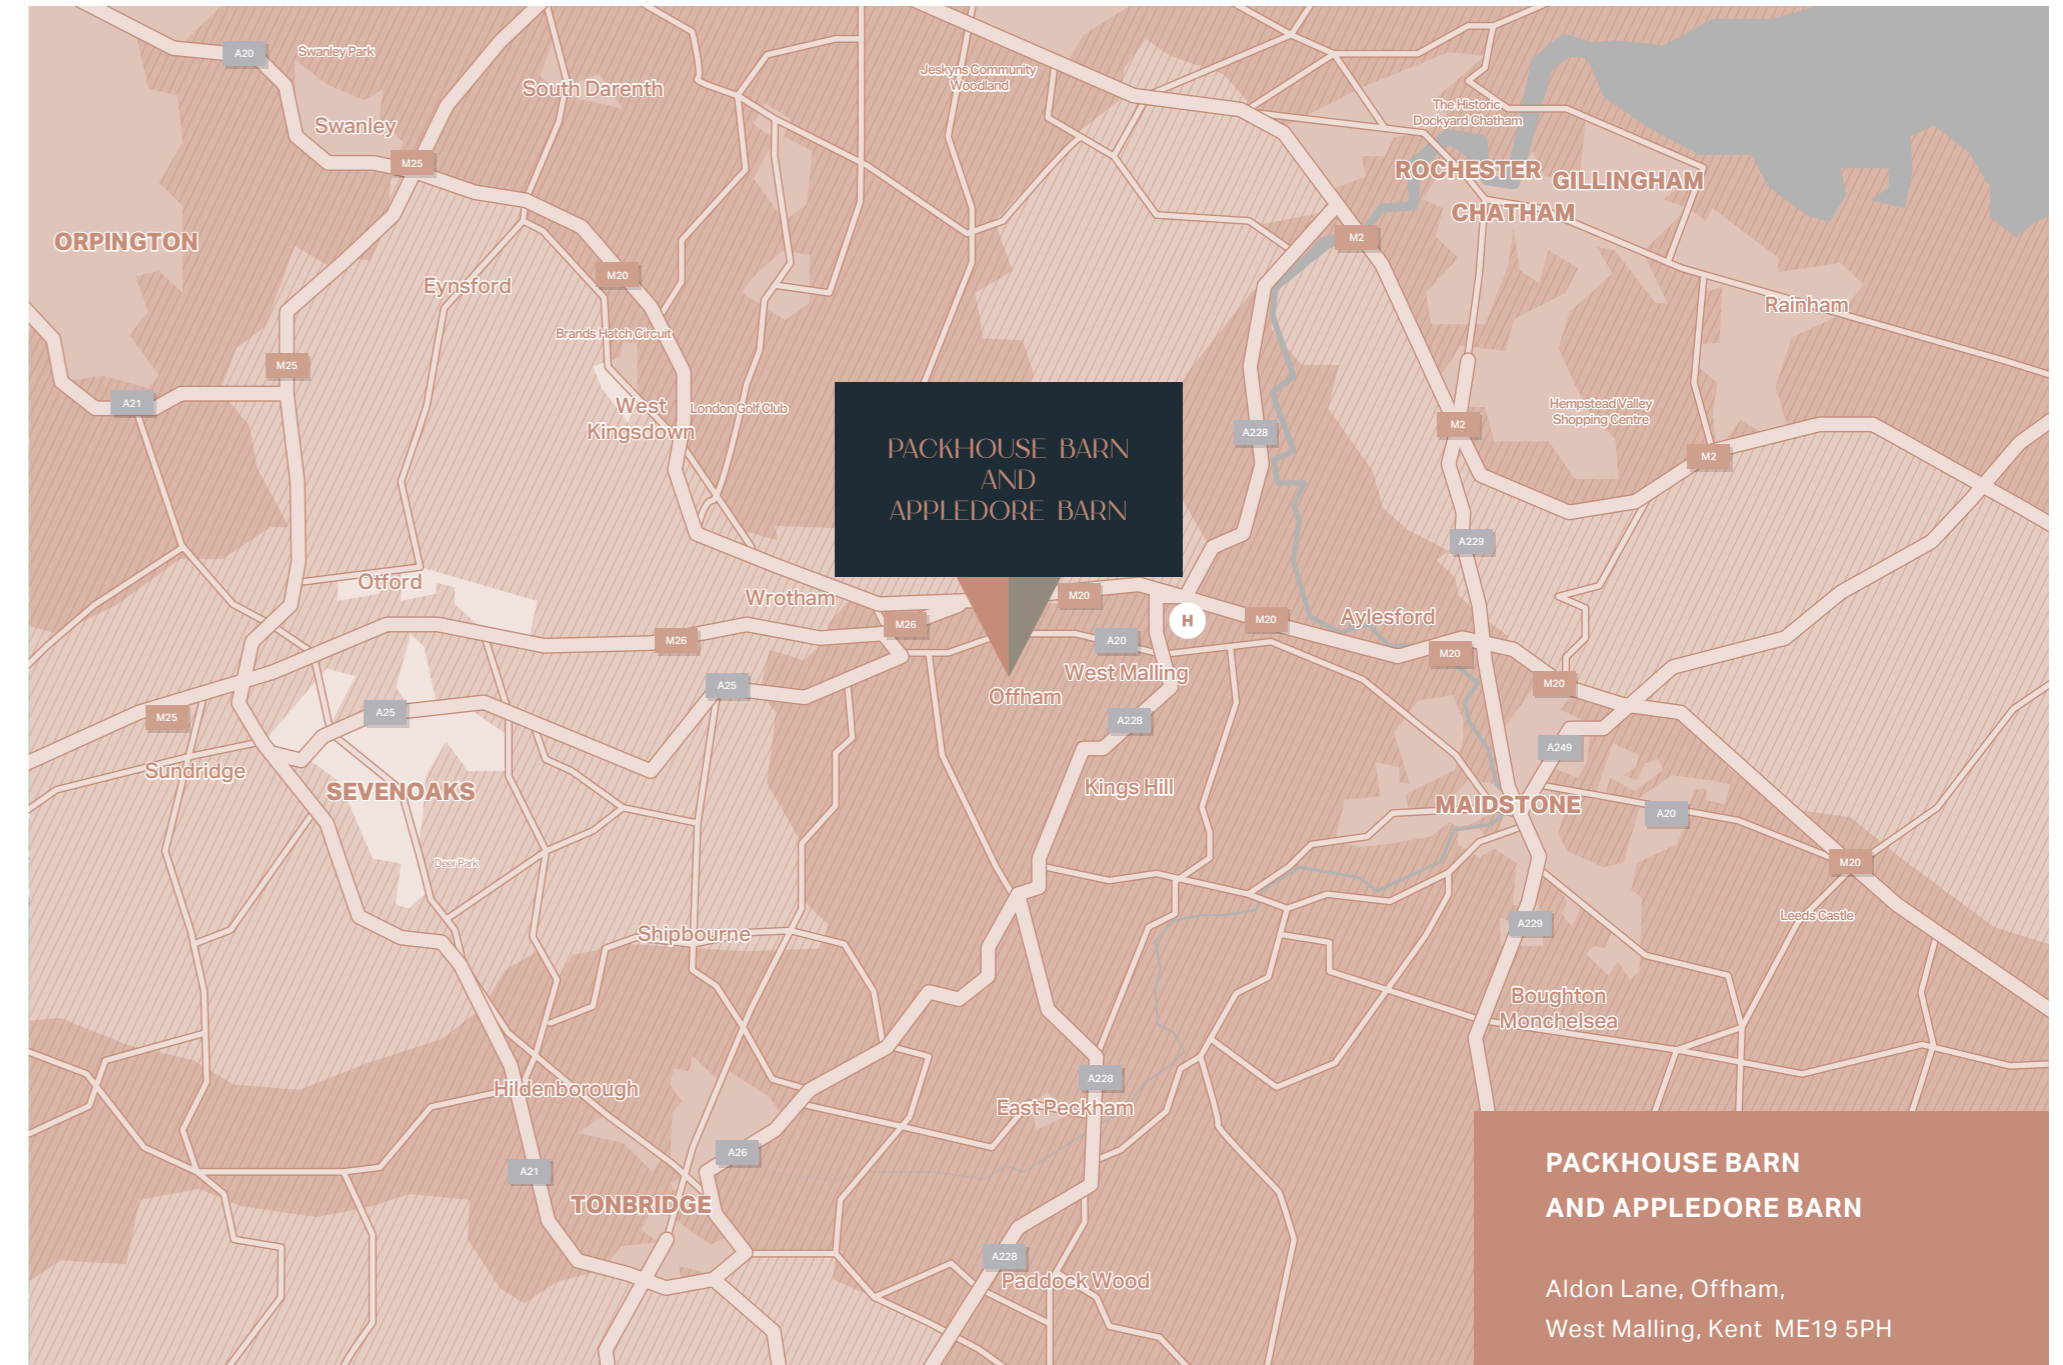 A20
Swanley Park
South Darenth
Jeskyns Community
Woodland
The Historic
Dockyard Chatham
Swanley
M25
ROCHESTER
GILLINGHAM
CHATHAM
ORPINGTON
M2
Eynsford
M20
Rainham
Brands Hatch Circuit
M25
A21
West
Kingsdown
London Golf Club
Hempstead Valley
Shopping Centre
A228
M2
M2
PACKHOUSE BARN
AND
APPLEDORE BARN
A229
Otford
Wrotham
M20
M26
H
M20
Aylesford
M26
A20
M20
West Malling
Offham
M20
A25
A25
M25
A228
A249
Sundridge
SEVENOAKS
Kings Hill
MAIDSTONE
A20
Deer Park
M20
Leeds Castle
A229
Shipbourne
Boughton
Monchelsea
A228
Hildenborough
East Peckham
A26
A21
TONBRIDGE
A228
Paddock Wood
PACKHOUSE BARN
AND APPLEDORE BARN
Aldon Lane, Offham,
West Malling, Kent ME19 5PH